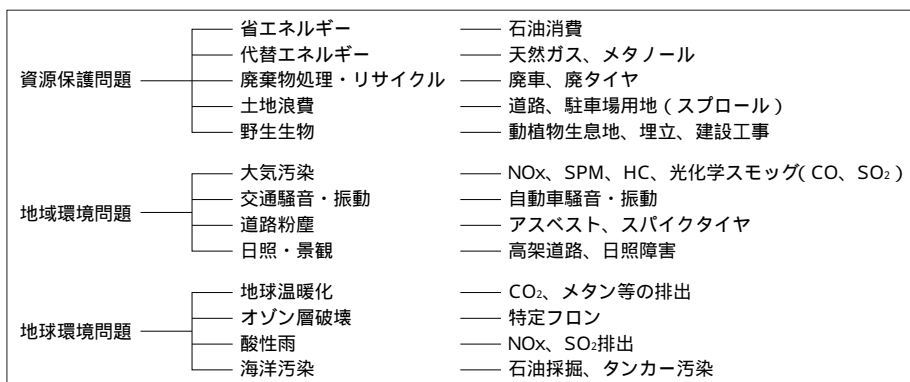 省エネルギー 石油消費
代替エネルギー 天然ガス、メタノール
資源保護問題 廃棄物処理・リサイクル 廃車、廃タイヤ
土地浪費 道路、駐車場用地（スプロール）
野生生物 動植物生息地、埋立、建設工事
大気汚染 NOx、SPM、HC、光化学スモッグ（CO、SO₂）
交通騒音・振動 自動車騒音・振動
地域環境問題
道路粉塵 アスベスト、スパイクタイヤ
日照・景観 高架道路、日照障害
地球温暖化 CO₂、メタン等の排出
オゾン層破壊 特定フロン
地球環境問題
酸性雨 NOx、SO₂排出
海洋汚染 石油採掘、タンカー汚染